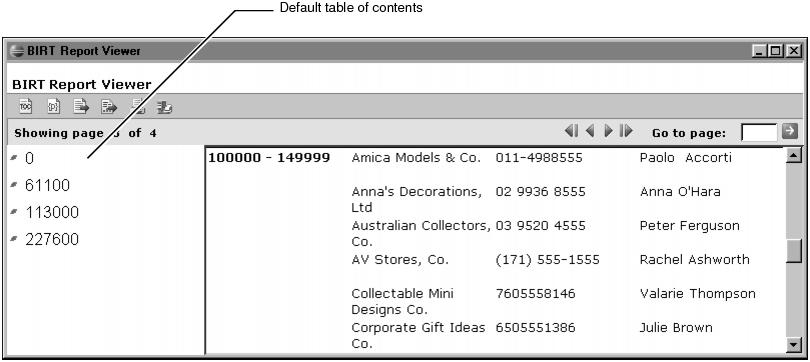 Default table of contents
BIRT Report Viewer
BIRT Report Viewer
TOC
Showing page of 4
Go to page:
0
61100
113000
227600
100000 - 149999 Amica Models & Co. 011-4988555 Paolo Accorti
Anna's Decorations, 02 9936 8555 Anna O'Hara
Ltd
Australian Collectors, 03 9520 4555 Peter Ferguson
Co.
AV Stores, Co. (171) 555-1555 Rachel Ashworth
Collectable Mini 7605558146 Valarie Thompson
Designs Co.
Corporate Gift Ideas 6505551386 Julie Brown
Co.